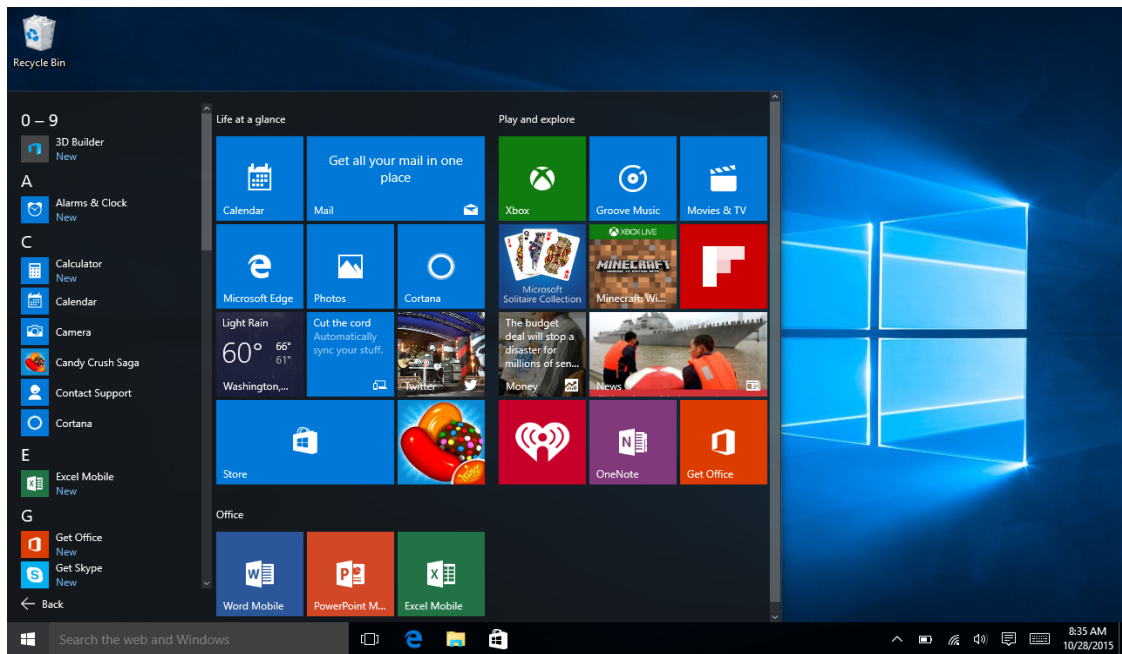 Recycle Bin
0 – 9
3D Builder
New
A
Alarms & Clock
New
C
Calculator
New
Calendar
Camera
Candy Crush Saga
Contact Support
Cortana
E
Excel Mobile
New
G
Get Office
New
Get Skype
New
Back
Life at a glance
Calendar
Get all your mail in one
place
Mail
Microsoft Edge
Photos
Cortana
Light Rain
60° 66°
61°
Washington,...
Cut the cord
Automatically
sync your stuff.
Twitter
Store
King
Office
Word Mobile
PowerPoint M...
Excel Mobile
Play and explore
Xbox
Groove Music
Movies & TV
Microsoft
Solitaire Collection
XBOX LIVE
MINECRAFT
Minecraft: Wi...
The budget
deal will stop a
disaster for
millions of sen...
Money
News
OneNote
Get Office
Search the web and Windows
8:35 AM
10/28/2015